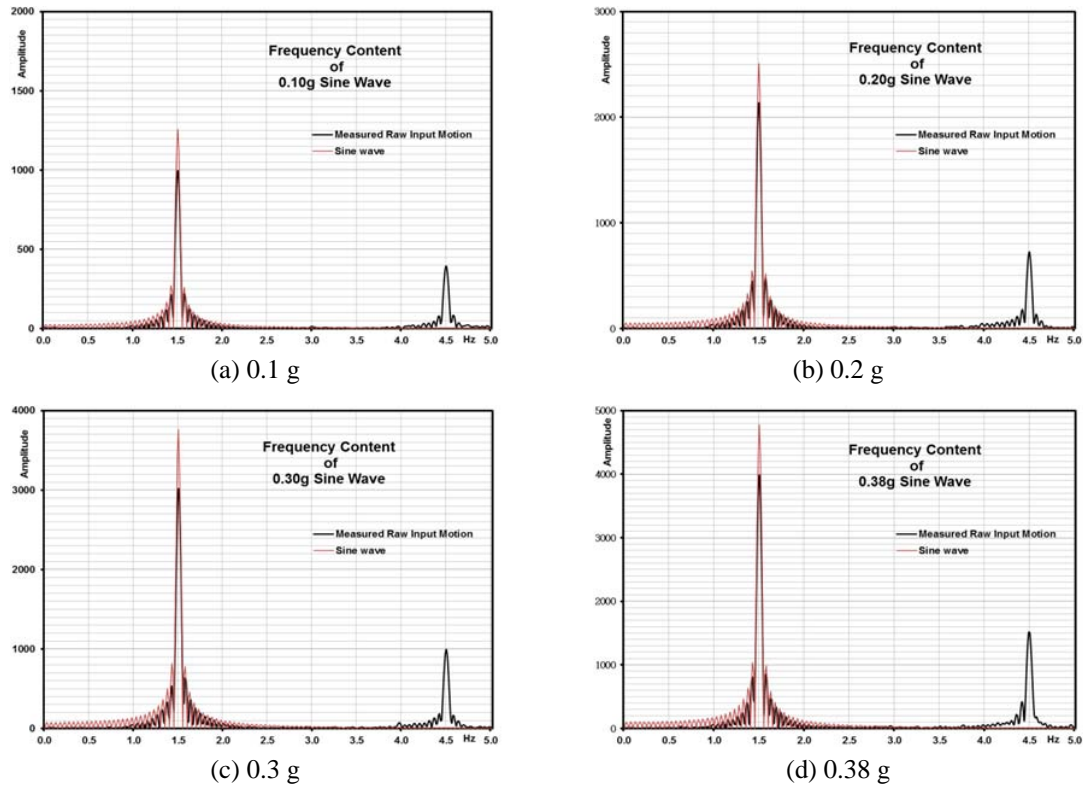 2000
1500
1000
500
0
Amplitude
Frequency Content
of
0.10g Sine Wave
Measured Raw Input Motion
Sine wave
0.0 0.5 1.0 1.5 2.0 2.5 3.0 3.5 4.0 4.5 Hz 5.0
(a) 0.1 g
3000
2000
1000
0
Amplitude
Frequency Content
of
0.20g Sine Wave
Measured Raw Input Motion
Sine wave
0.0 0.5 1.0 1.5 2.0 2.5 3.0 3.5 4.0 4.5 Hz 5.0
(b) 0.2 g
4000
3000
2000
1000
0
Amplitude
Frequency Content
of
0.30g Sine Wave
Measured Raw Input Motion
Sine wave
0.0 0.5 1.0 1.5 2.0 2.5 3.0 3.5 4.0 4.5 Hz 5.0
(c) 0.3 g
5000
4000
3000
2000
1000
0
Amplitude
Frequency Content
of
0.38g Sine Wave
Measured Raw Input Motion
Sine wave
0.0 0.5 1.0 1.5 2.0 2.5 3.0 3.5 4.0 4.5 Hz 5.0
(d) 0.38 g